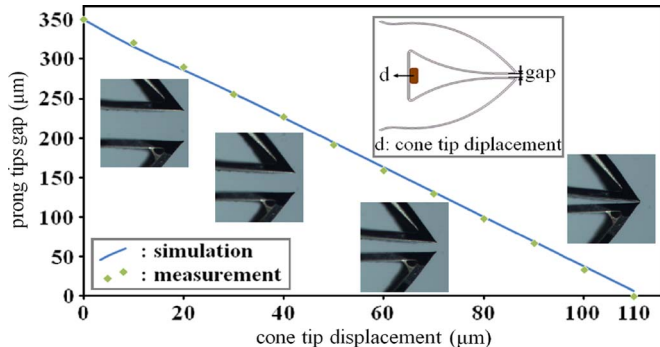 350
300
250
200
150
100
50
0
prong tips gap (μm)
d
gap
d: cone tip diplacement
: simulation
: measurement
0
20
40
60
80
100
110
cone tip displacement (μm)